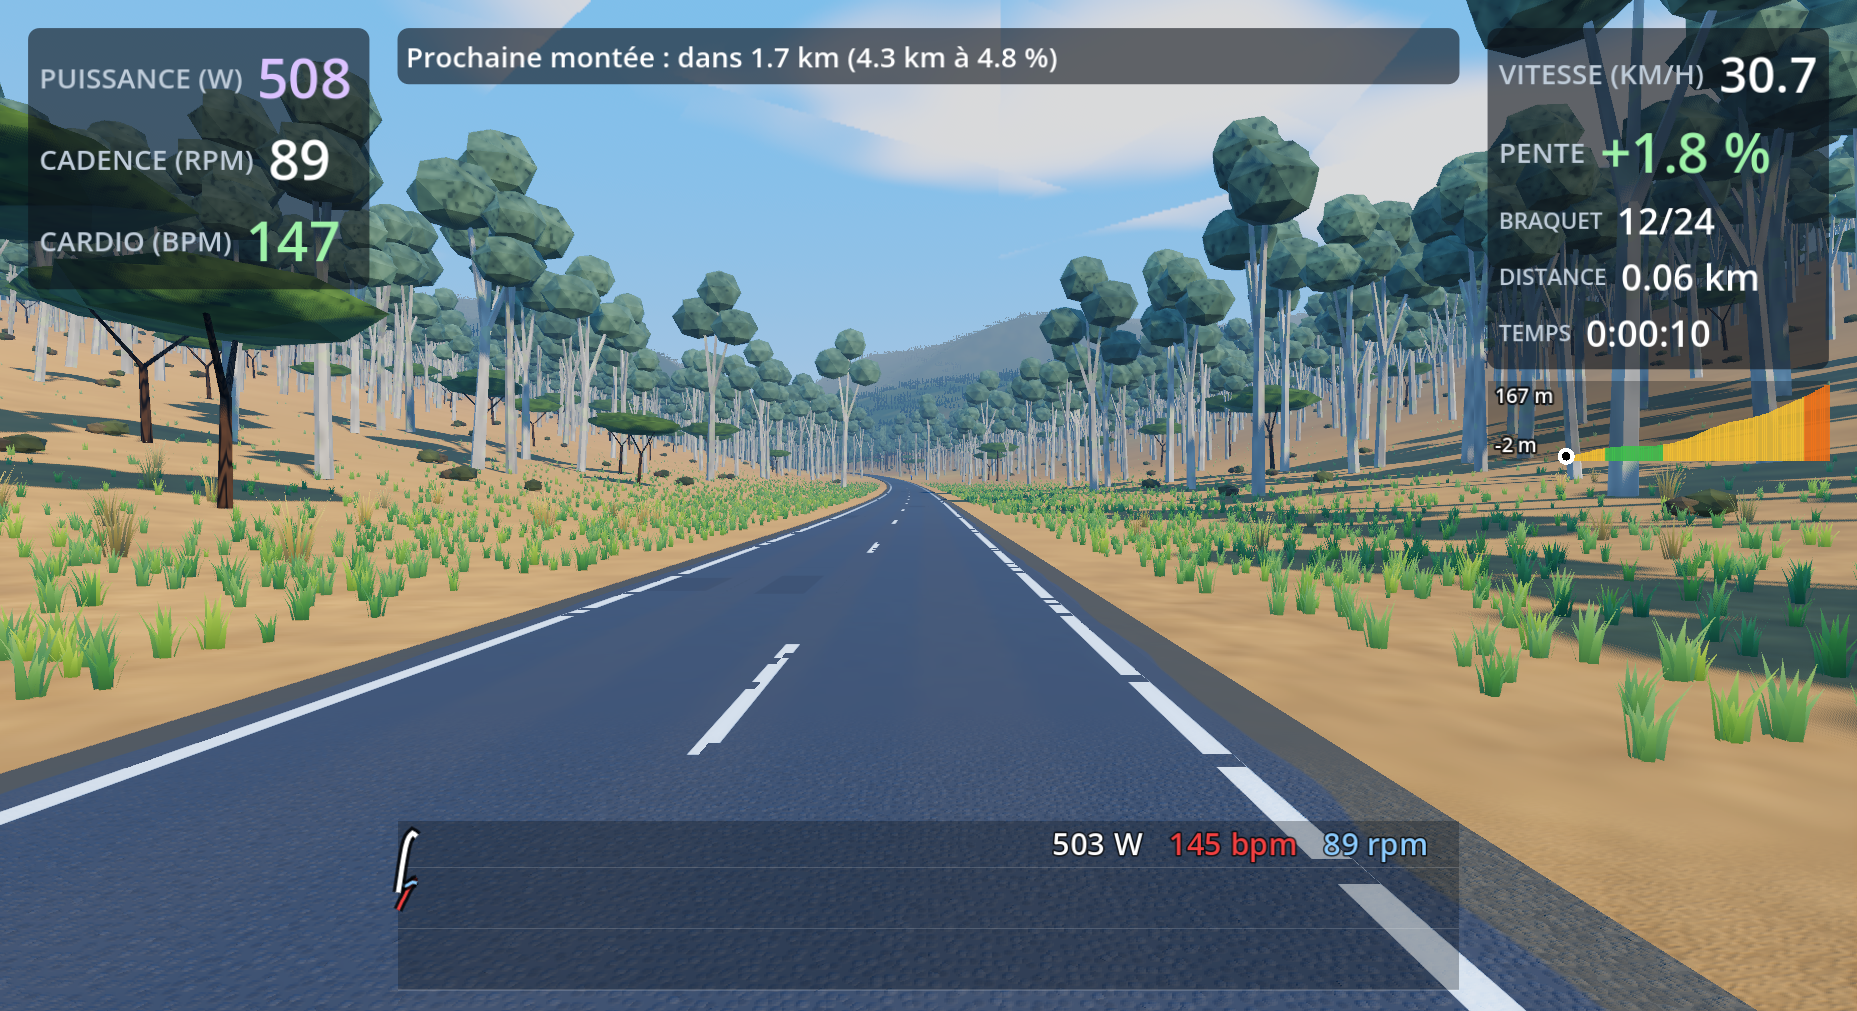 PUISSANCE (W) 508
CADENCE (RPM) 89
CARDIO (BPM) 147
Prochaine montée : dans 1.7 km (4.3 km à 4.8 %)
VITESSE (KM/H) 30.7
PENTE +1.8 %
BRAQUET 12/24
DISTANCE 0.06 km
TEMPS 0:00:10
167 m
-2 m
503 W 145 bpm 89 rpm